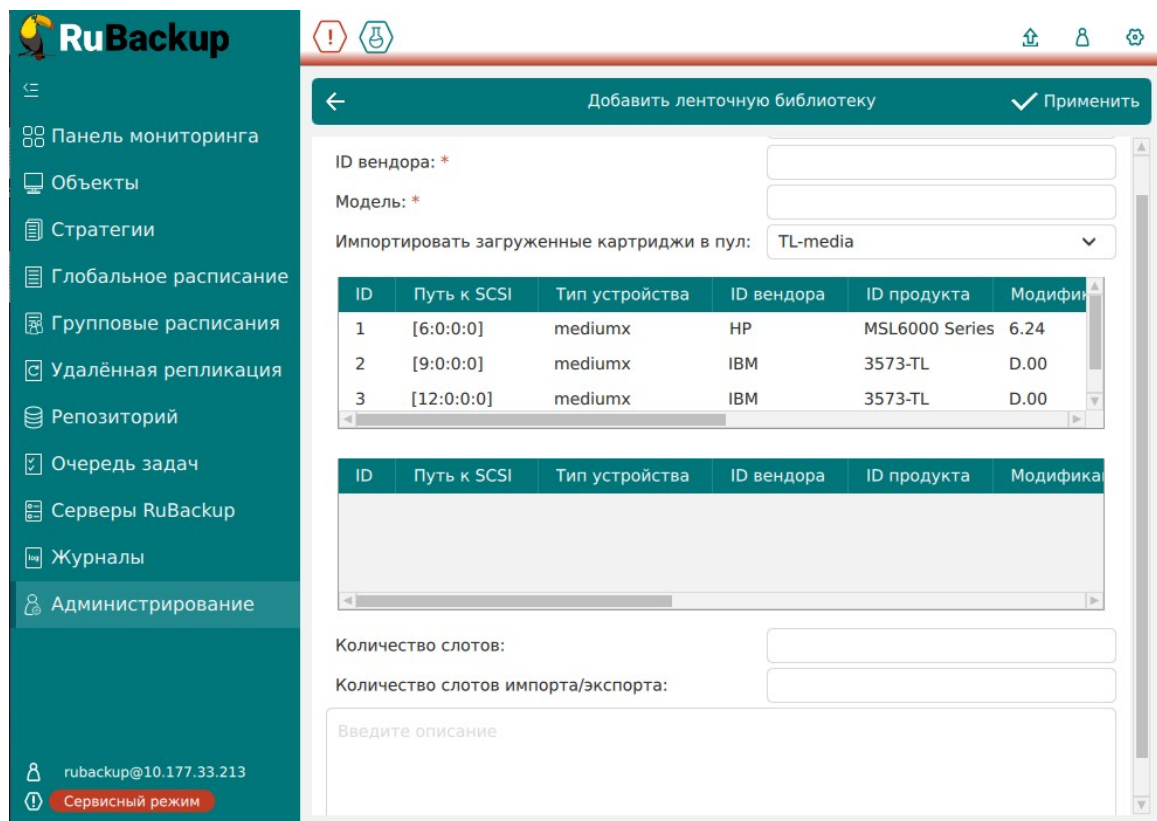 RuBackup
Добавить ленточную библиотеку
Применить
Панель мониторинга
Объекты
Стратегии
Глобальное расписание
Групповые расписания
Удалённая репликация
Репозиторий
Очередь задач
Серверы RuBackup
log Журналы
Администрирование
rubackup@10.177.33.213
Сервисный режим
ID вендора: *
Модель: *
Импортировать загруженные картриджи в пул: TL-media
ID Путь к SCSI Тип устройства ID вендора ID продукта Модифик
1 [6:0:0:0] mediumx HP MSL6000 Series 6.24
2 [9:0:0:0] mediumx IBM 3573-TL D.00
3 [12:0:0:0] mediumx IBM 3573-TL D.00
ID Путь к SCSI Тип устройства ID вендора ID продукта Модифика
Количество слотов:
Количество слотов импорта/экспорта:
Введите описание